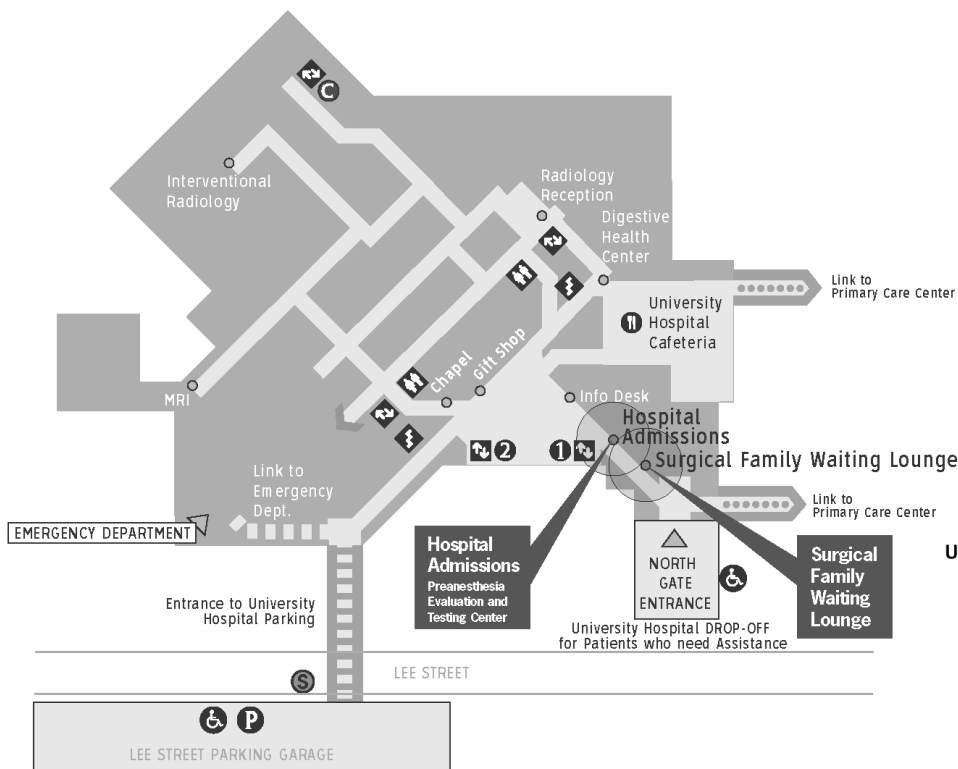 C
Interventional
Radiology
Radiology
Reception
Digestive
Health
Center
Link to
Primary Care Center
University
Hospital
Cafeteria
Chapel
Gift Shop
MRI
Info Desk
Hospital
Admissions
2
1
Surgical Family Waiting Lounge
Link to
Emergency
Dept.
Link to
Primary Care Center
EMERGENCY DEPARTMENT
Hospital
Admissions
Preanesthesia
Evaluation and
Testing Center
NORTH
GATE
ENTRANCE
Surgical
Family
Waiting
Lounge
U
Entrance to University
Hospital Parking
University Hospital DROP-OFF
for Patients who need Assistance
S
LEE STREET
P
LEE STREET PARKING GARAGE